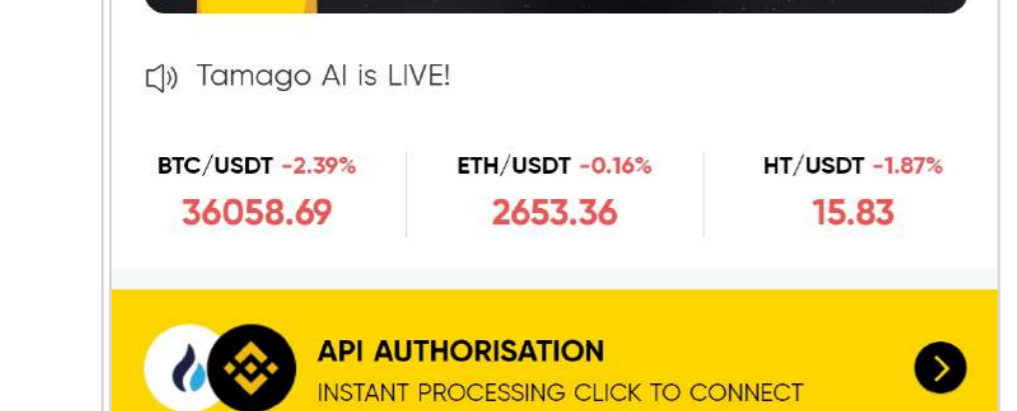 Tamago AI is LIVE!
BTC/USDT -2.39% ETH/USDT -0.16% HT/USDT -1.87%
36058.69 2653.36 15.83
API AUTHORISATION
INSTANT PROCESSING CLICK TO CONNECT